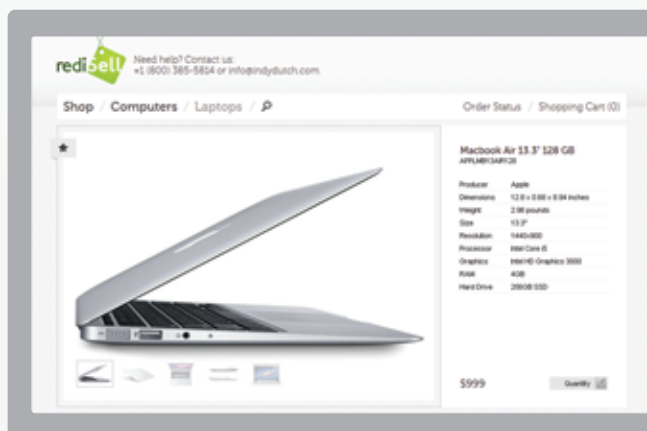 rediSell
Need help? Contact us:
+1 (800) 385-5814 or info@indydutch.com
Shop / Computers / Laptops /
Order Status / Shopping Cart (0)
Macbook Air 13.3" 128 GB
APPLMB13AIR128
Producer Apple
Dimensions 12.8 x 0.68 x 8.94 inches
Weight 2.96 pounds
Size 13.3"
Resolution 1440x900
Processor Intel Core i5
Graphics Intel HD Graphics 3000
RAM 4GB
Hard Drive 256GB SSD
$999
Quantity